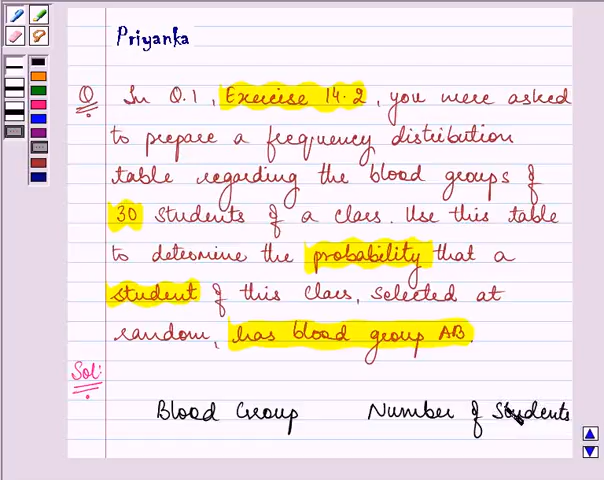 Priyanka
Q In Q.1, Exercise 14.2, you were asked
to prepare a frequency distribution
table regarding the blood groups of
30 students of a class. Use this table
to determine the probability that a
student of this class, selected at
random, has blood group AB.
Sol:
Blood Group Number of Students